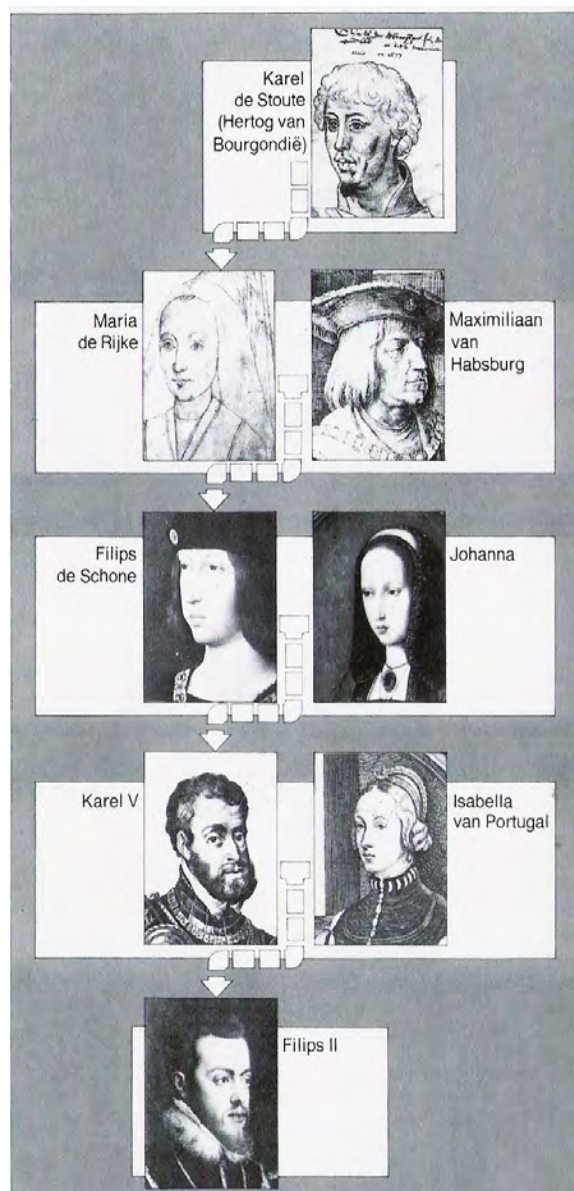 Karel
de Stoute
(Hertog van
Bourgondië)
Maria
de Rijke
Maximiliaan
van
Habsburg
Filips
de Schone
Johanna
Karel V
Isabella
van Portugal
Filips II